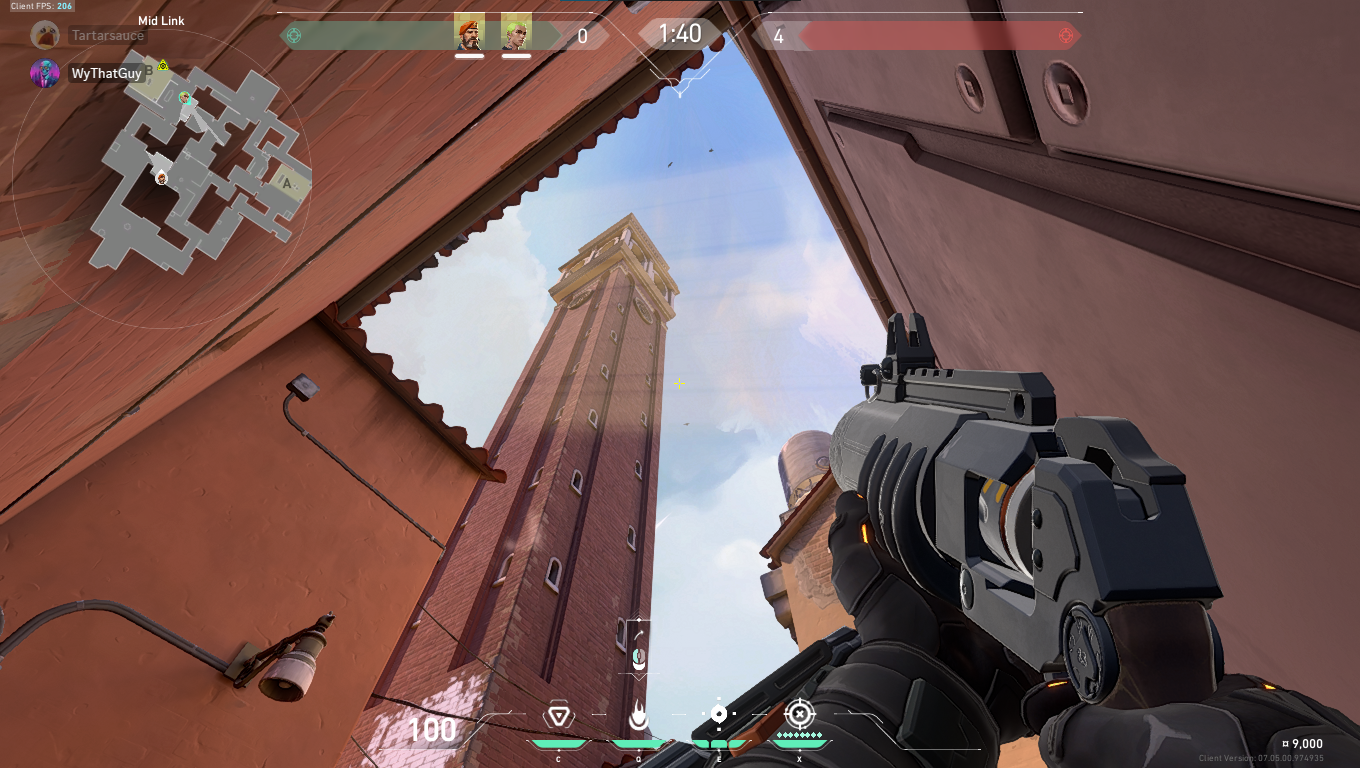 Client FPS: 206
Mid Link
Tartarsauce
0
1:40
4
WyThatGuy
B
A
100
C
Q
E
X
¤ 9,000
Client Version: 07.05.00.974935